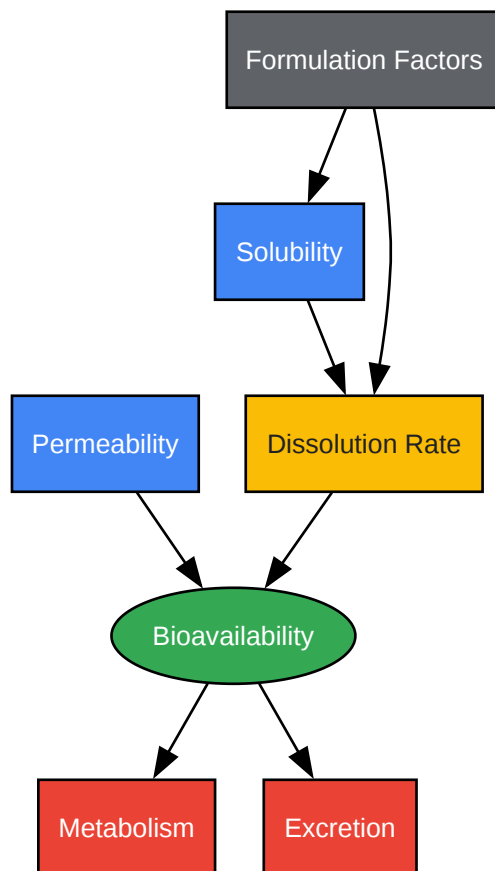 Formulation Factors
Solubility
Permeability
Dissolution Rate
Bioavailability
Metabolism
Excretion